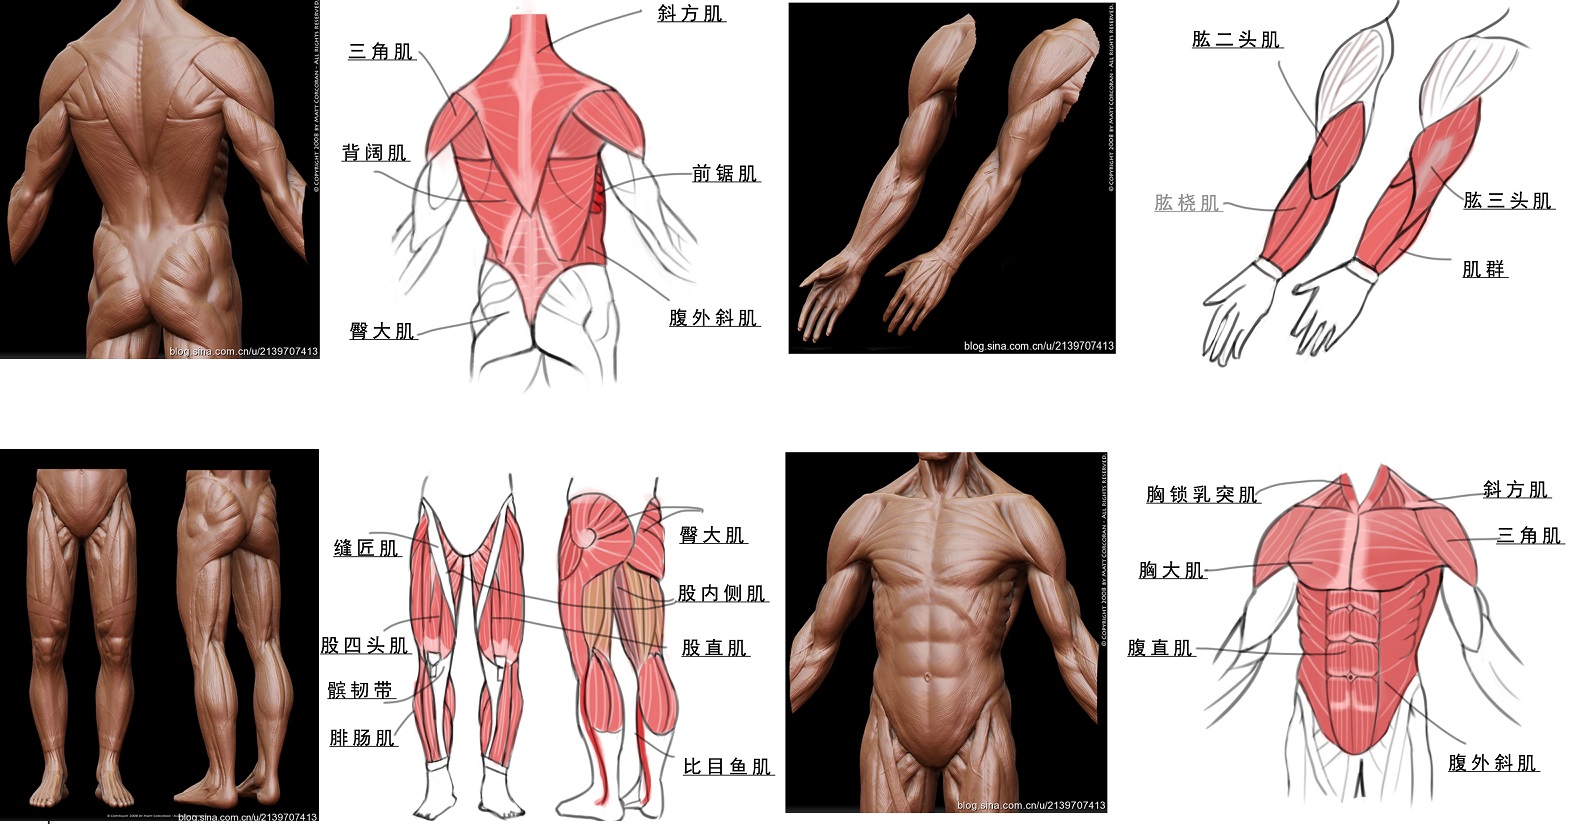 斜方肌
三角肌
背阔肌
前锯肌
臀大肌
腹外斜肌
© COPYRIGHT 2008 BY MATT CORCORAN - ALL RIGHTS RESERVED.
blog.sina.com.cn/u/2139707413
肱二头肌
肱桡肌
肱三头肌
肌群
© COPYRIGHT 2008 BY MATT CORCORAN - ALL RIGHTS RESERVED.
blog.sina.com.cn/u/2139707413
缝匠肌
臀大肌
股内侧肌
股四头肌
股直肌
髌韧带
腓肠肌
比目鱼肌
blog.sina.com.cn/u/2139707413
胸锁乳突肌
斜方肌
三角肌
胸大肌
腹直肌
腹外斜肌
© COPYRIGHT 2008 BY MATT CORCORAN - ALL RIGHTS RESERVED.
blog.sina.com.cn/u/2139707413